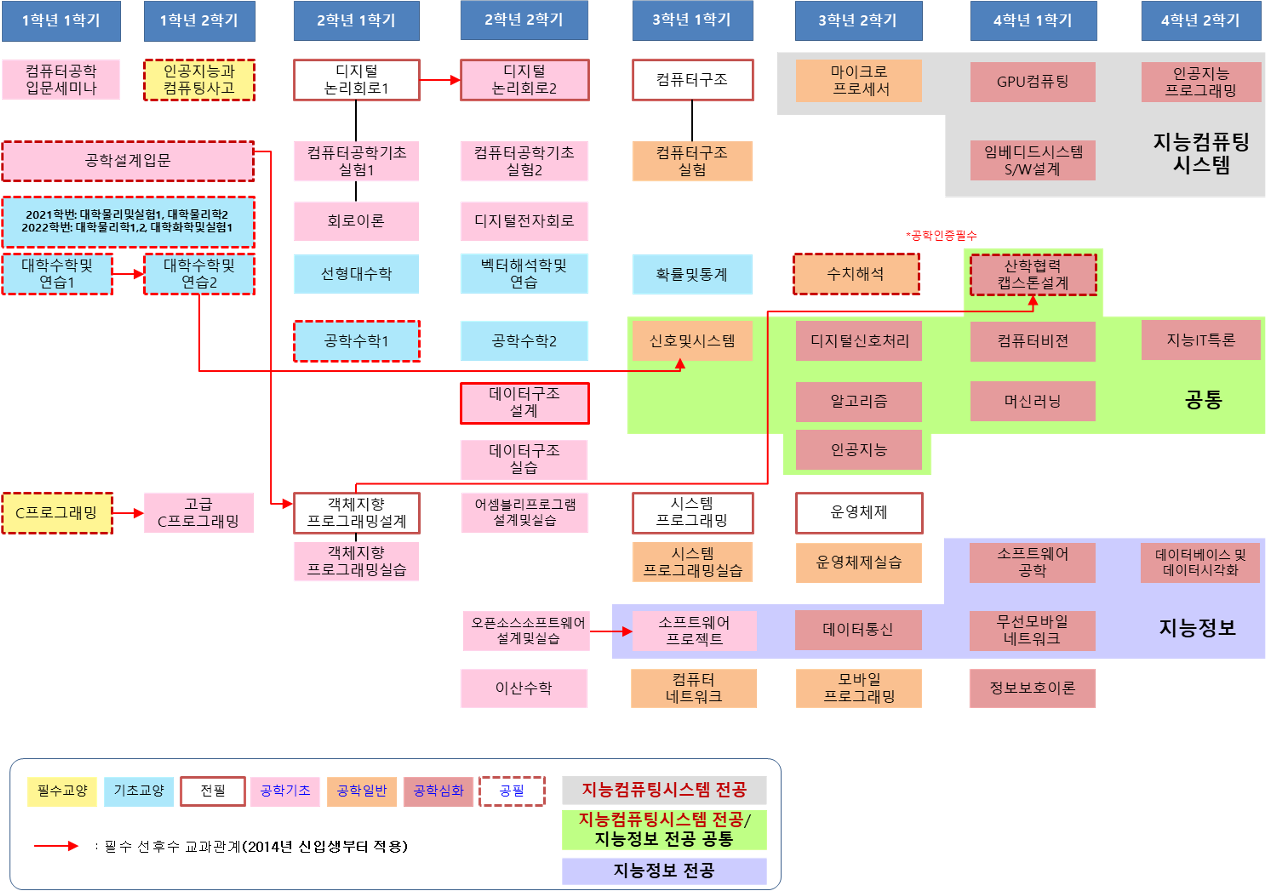 1학년 1학기
1학년 2학기
2학년 1학기
2학년 2학기
3학년 1학기
3학년 2학기
4학년 1학기
4학년 2학기
컴퓨터공학
입문세미나
인공지능과
컴퓨팅사고
디지털
논리회로1
디지털
논리회로2
컴퓨터구조
마이크로
프로세서
GPU컴퓨팅
인공지능
프로그래밍
공학설계입문
컴퓨터공학기초
실험1
컴퓨터공학기초
실험2
컴퓨터구조
실험
임베디드시스템
S/W설계
지능컴퓨팅
시스템
2021학번: 대학물리및실험1, 대학물리학2
2022학번: 대학물리학1,2, 대학화학및실험1
회로이론
디지털전자회로
*공학인증필수
대학수학및
연습1
대학수학및
연습2
선형대수학
벡터해석학및
연습
확률및통계
수치해석
산학협력
캡스톤설계
공학수학1
공학수학2
신호및시스템
디지털신호처리
컴퓨터비젼
지능IT특론
데이터구조
설계
알고리즘
머신러닝
공통
데이터구조
실습
인공지능
C프로그래밍
고급
C프로그래밍
객체지향
프로그래밍설계
어셈블리프로그램
설계및실습
시스템
프로그래밍
운영체제
객체지향
프로그래밍실습
시스템
프로그래밍실습
운영체제실습
소프트웨어
공학
데이터베이스 및
데이터시각화
오픈소스소프트웨어
설계및실습
소프트웨어
프로젝트
데이터통신
무선모바일
네트워크
지능정보
이산수학
컴퓨터
네트워크
모바일
프로그래밍
정보보호이론
필수교양
기초교양
전필
공학기초
공학일반
공학심화
공필
지능컴퓨팅시스템 전공
지능컴퓨팅시스템 전공/
지능정보 전공 공통
지능정보 전공
: 필수 선후수 교과관계(2014년 신입생부터 적용)